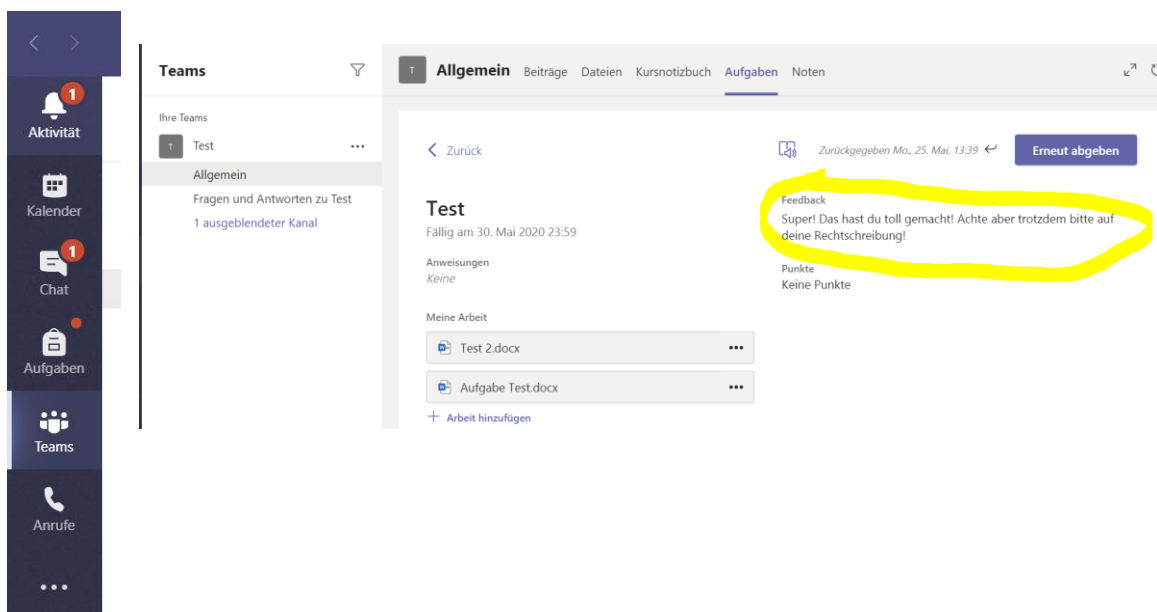 1
Aktivität
Kalender
1
Chat
Aufgaben
Teams
Anrufe
Teams
Ihre Teams
T Test
Allgemein
Fragen und Antworten zu Test
1 ausgeblendeter Kanal
T Allgemein Beiträge Dateien Kursnotizbuch Aufgaben Noten
Zurück
Zurückgegeben Mo., 25. Mai, 13:39
Erneut abgeben
Test
Fällig am 30. Mai 2020 23:59
Anweisungen
Keine
Meine Arbeit
Test 2.docx
Aufgabe Test.docx
Arbeit hinzufügen
Feedback
Super! Das hast du toll gemacht! Achte aber trotzdem bitte auf
deine Rechtschreibung!
Punkte
Keine Punkte